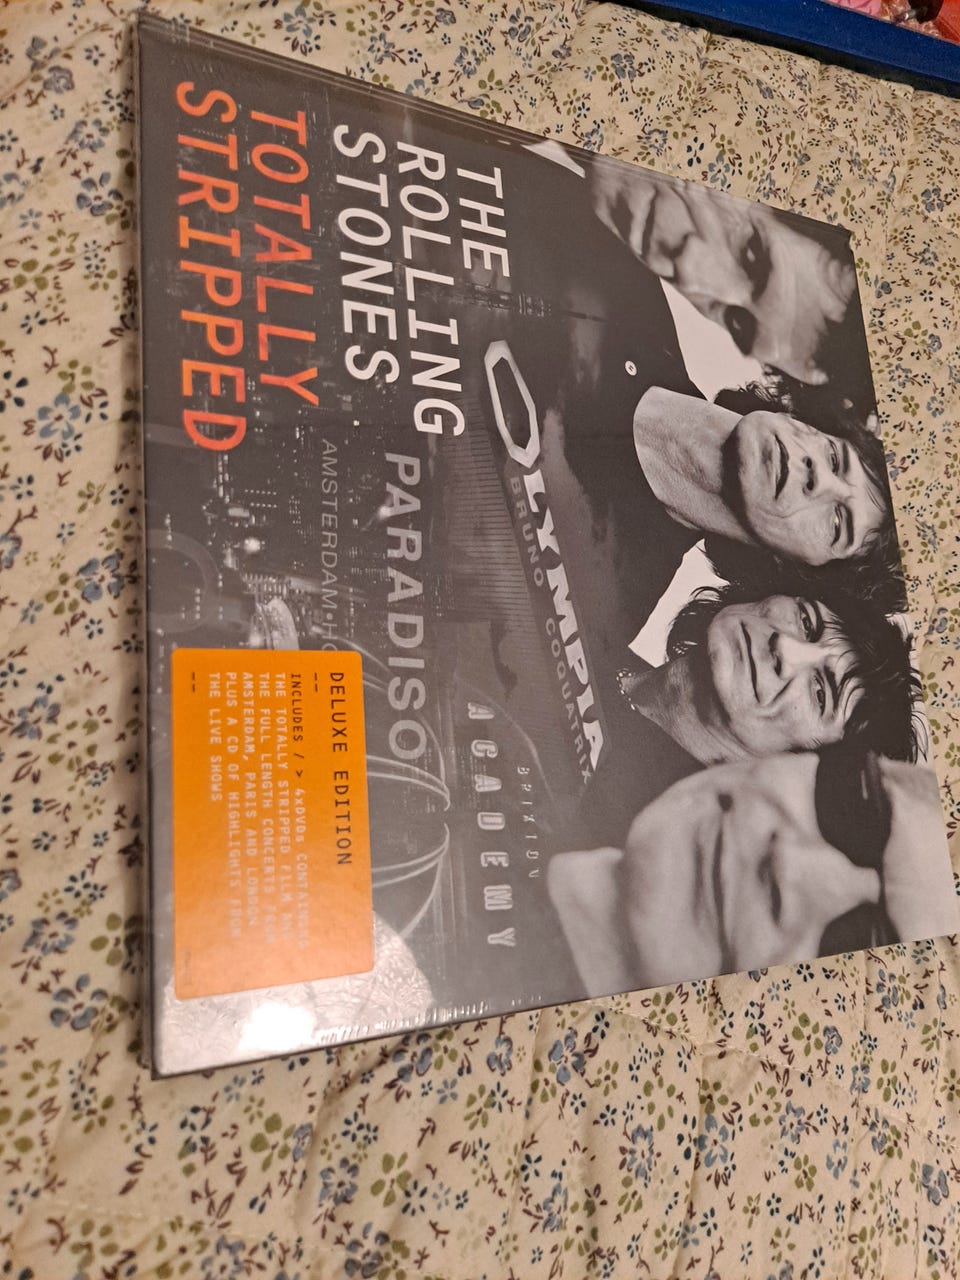 THE
ROLLING
STONES
TOTALLY
STRIPPED
OLYMPIA
BRUNO COQUATRIX
PARADISO
AMSTERDAM•HO
BRIXTON
ACADEMY
DELUXE EDITION
--
INCLUDES / > 4xDVDs CONTAINING
THE TOTALLY STRIPPED FILM AND
THE FULL LENGTH CONCERTS FROM
AMSTERDAM, PARIS AND LONDON
PLUS A CD OF HIGHLIGHTS FROM
THE LIVE SHOWS
--